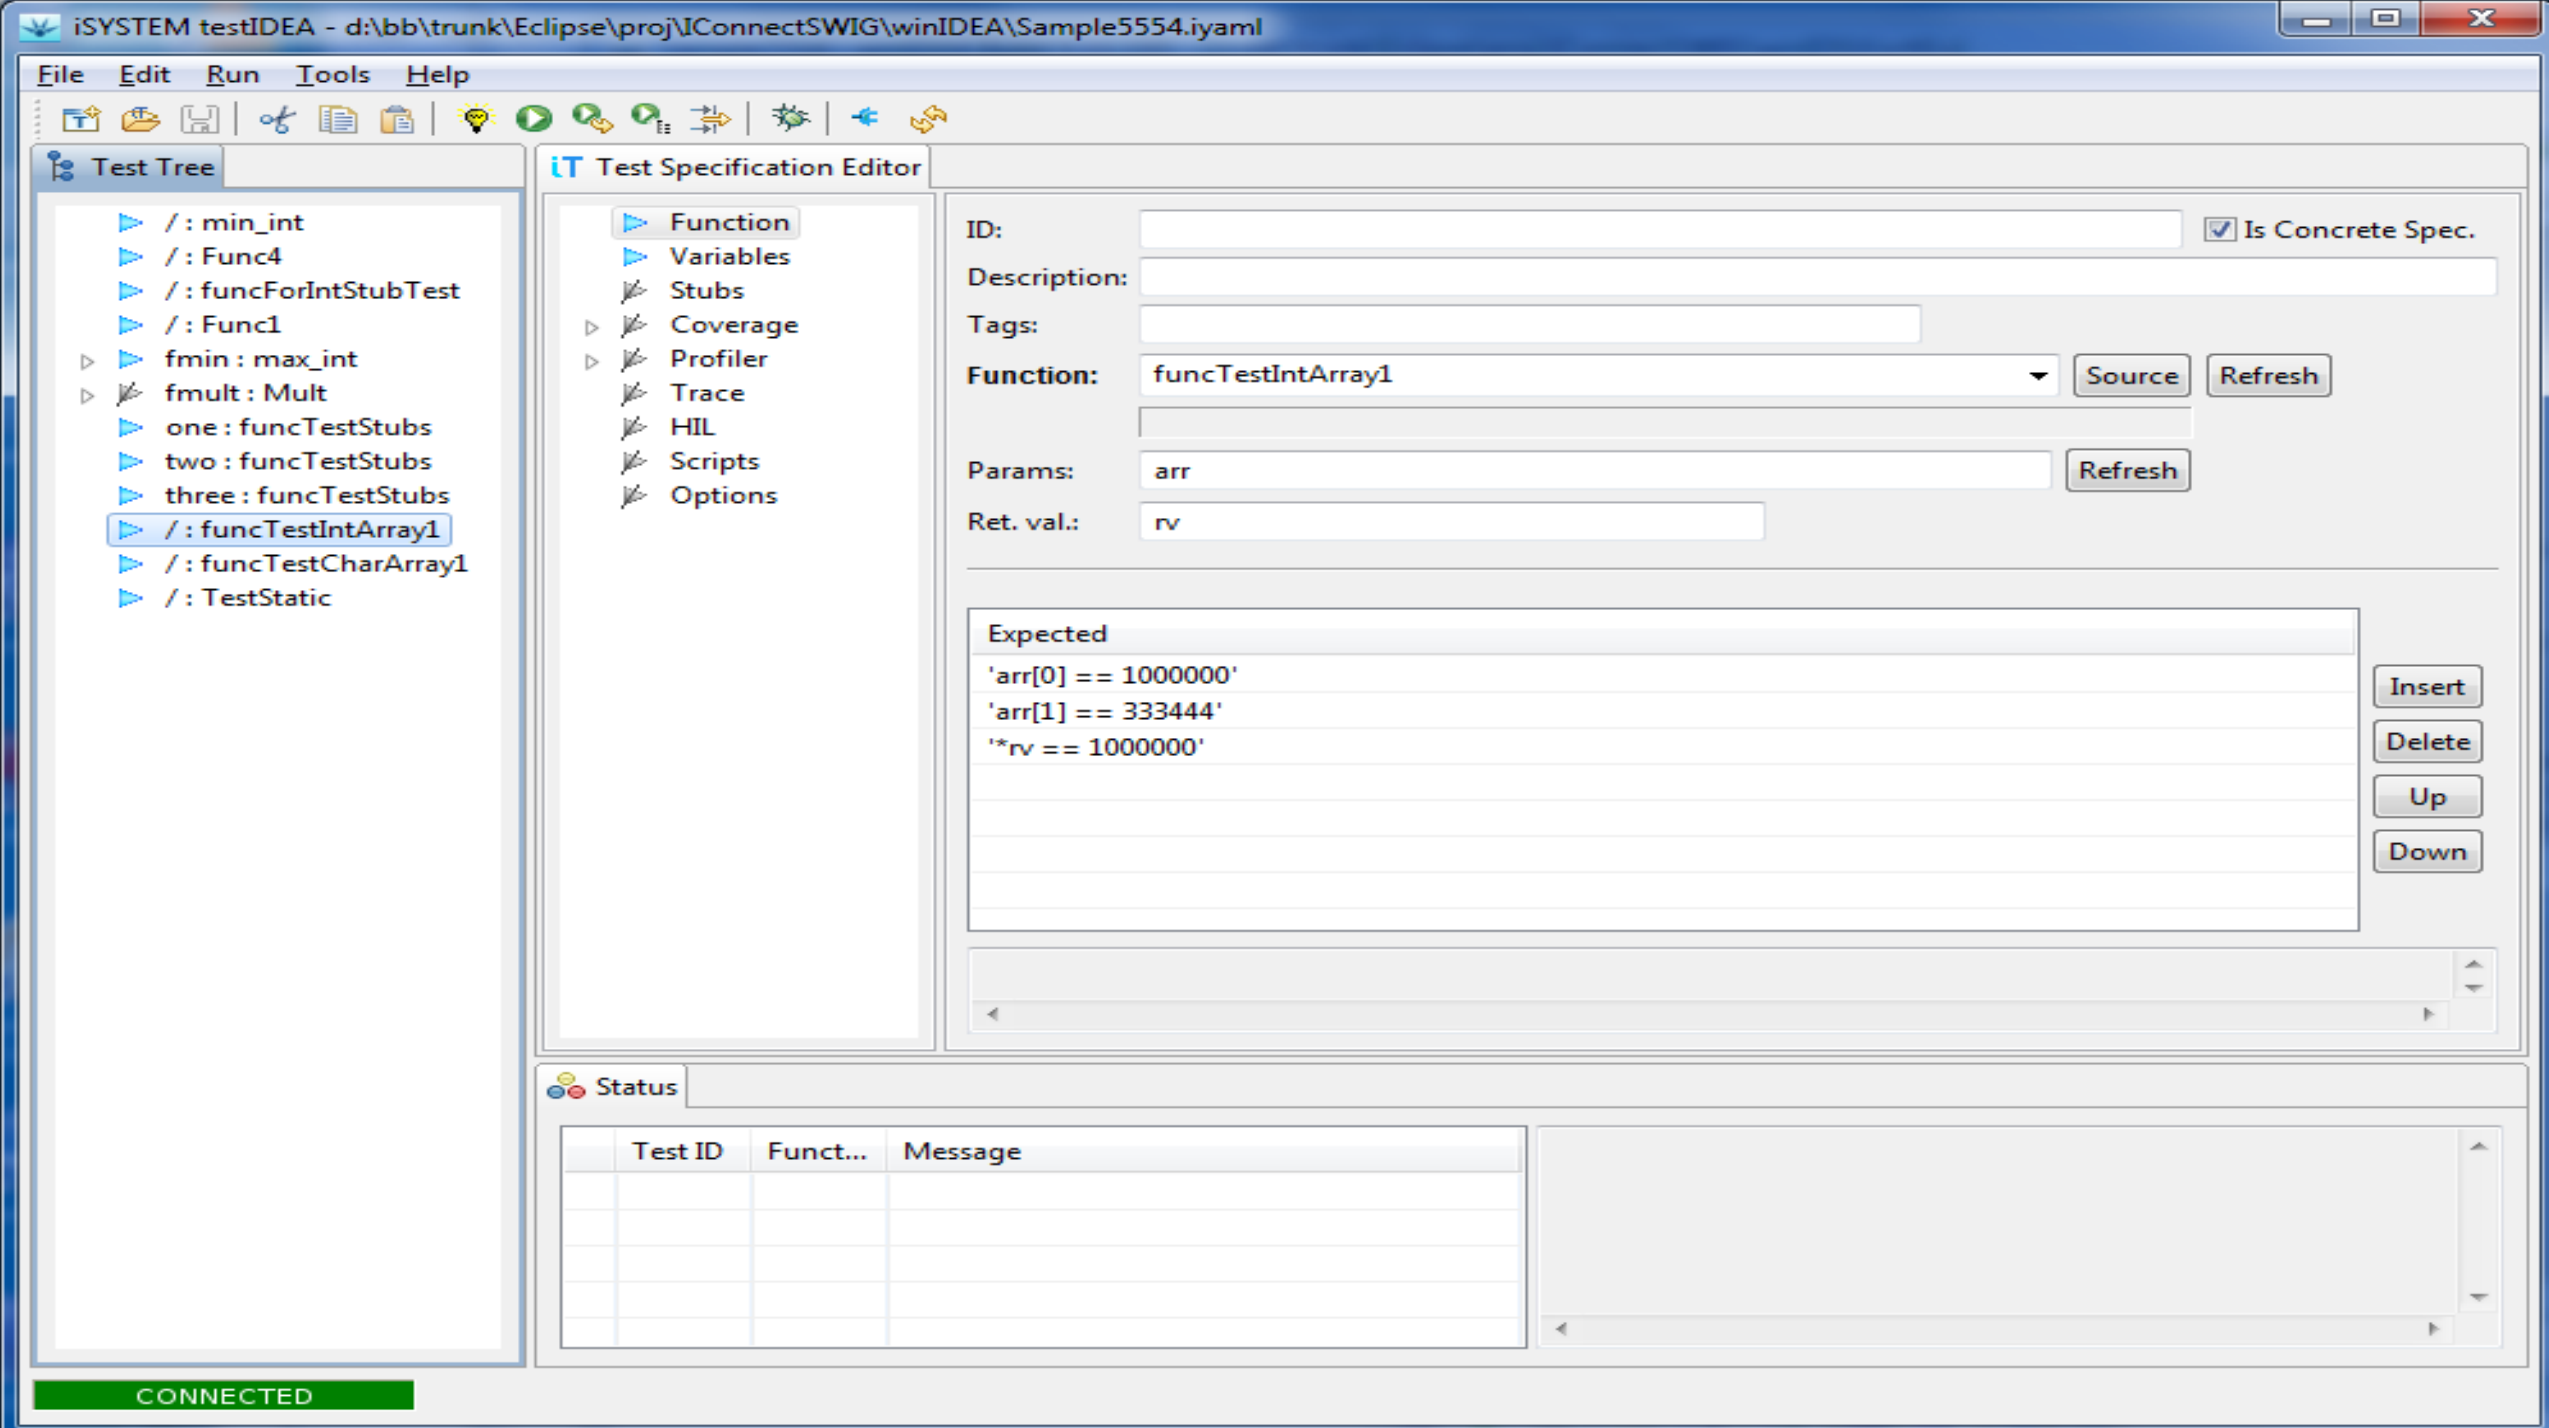 iSYSTEM testIDEA - d:\bb\trunk\Eclipse\proj\IConnectSWIG\winIDEA\Sample5554.iyaml
File Edit Run Tools Help
Test Tree
/ : min_int
/ : Func4
/ : funcForIntStubTest
/ : Func1
fmin : max_int
fmult : Mult
one : funcTestStubs
two : funcTestStubs
three : funcTestStubs
/ : funcTestIntArray1
/ : funcTestCharArray1
/ : TestStatic
iT Test Specification Editor
Function
Variables
Stubs
Coverage
Profiler
Trace
HIL
Scripts
Options
ID: Is Concrete Spec.
Description:
Tags:
Function: funcTestIntArray1 Source Refresh
Params: arr Refresh
Ret. val.: rv
Expected
'arr[0] == 1000000'
'arr[1] == 333444'
'*rv == 1000000'
Insert
Delete
Up
Down
Status
Test ID Funct... Message
CONNECTED